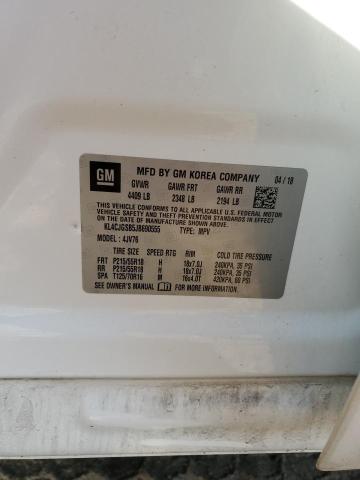 GM
MFD BY GM KOREA COMPANY 04 / 18
GVWR GAWR FRT GAWR RR
4409 LB 2348 LB 2194 LB
THIS VEHICLE CONFORMS TO ALL APPLICABLE U.S. FEDERAL MOTOR
VEHICLE SAFETY, BUMPER, AND THEFT PREVENTION STANDARDS IN
EFFECT ON THE DATE OF MANUFACTURE SHOWN ABOVE.
KL4CJGSB5JB690555 TYPE: MPV
MODEL: 4JV76
TIRE SIZE SPEED RTG RIM COLD TIRE PRESSURE
FRT P215/55R18 H 18x7.0J 240KPA, 35 PSI
RR P215/55R18 H 18x7.0J 240KPA, 35 PSI
SPA T125/70R16 M 16x4.0T 420KPA, 60 PSI
SEE OWNER'S MANUAL FOR MORE INFORMATION.